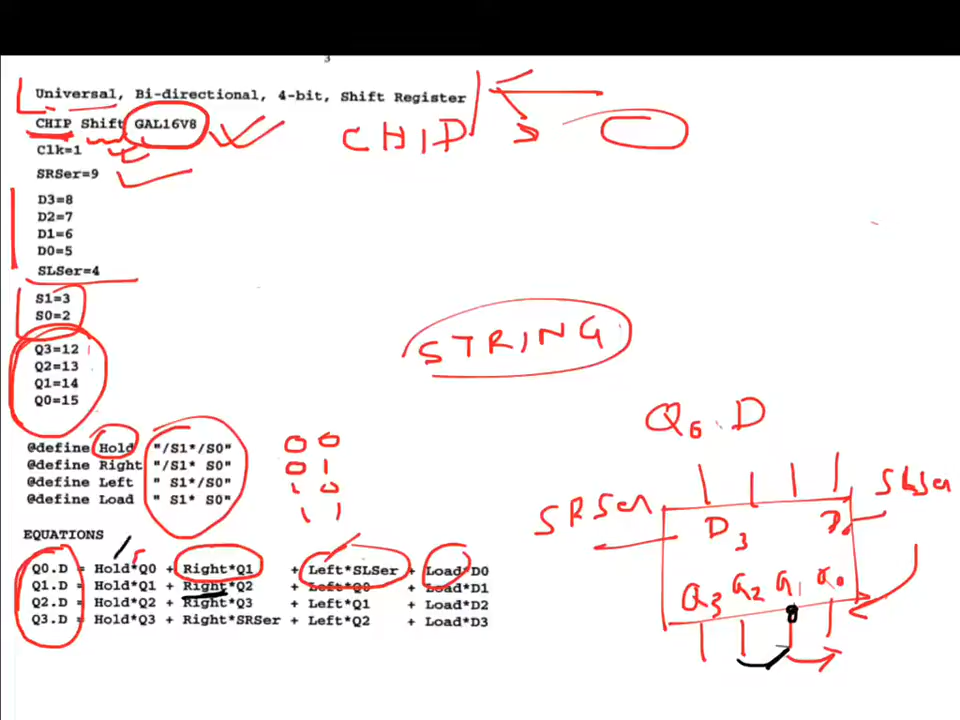 3
Universal, Bi-directional, 4-bit, Shift Register
CHIP Shift GAL16V8
CHIP
Clk=1
SRSer=9
D3=8
D2=7
D1=6
D0=5
SLSer=4
S1=3
S0=2
STRING
Q3=12
Q2=13
Q1=14
Q0=15
Q0.D
@define Hold "/S1*/S0" 00
@define Right "/S1* S0" 01
@define Left " S1*/S0" 10
@define Load " S1* S0" 11
SRSer
SLSer
D3
EQUATIONS
Q0.D = Hold*Q0 + Right*Q1 + Left*SLSer + Load*D0
Q1.D = Hold*Q1 + Right*Q2 + Left*Q0 + Load*D1
Q2.D = Hold*Q2 + Right*Q3 + Left*Q1 + Load*D2
Q3.D = Hold*Q3 + Right*SRSer + Left*Q2 + Load*D3
Q3 Q2 Q1 Q0